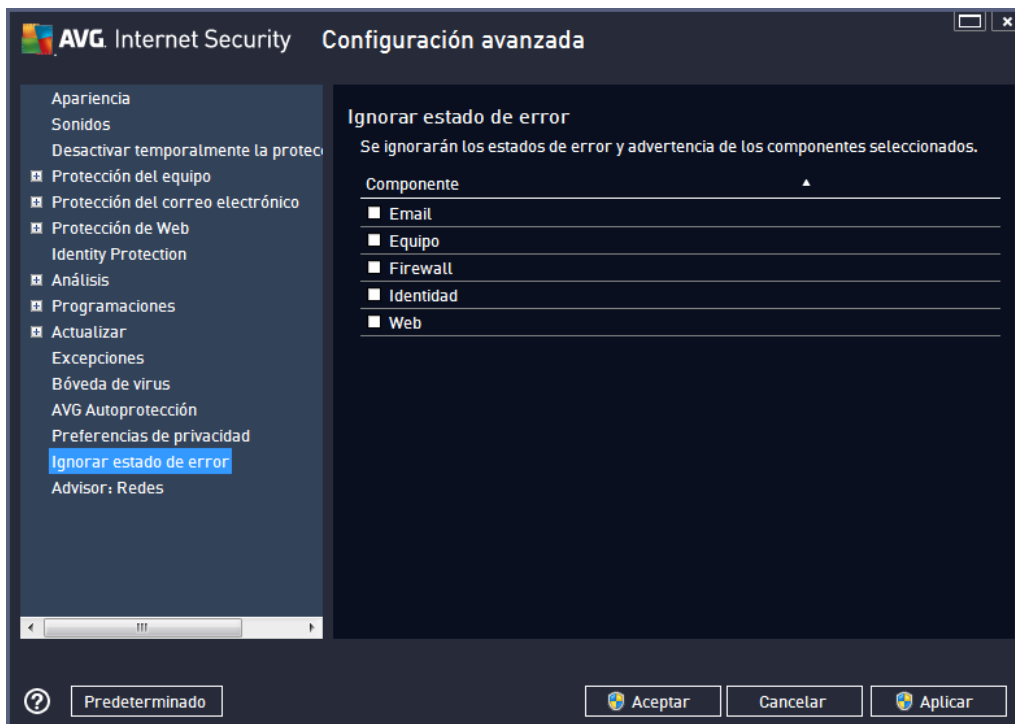 AVG. Internet Security
Configuración avanzada
Apariencia
Sonidos
Desactivar temporalmente la protec
Protección del equipo
Protección del correo electrónico
Protección de Web
Identity Protection
Análisis
Programaciones
Actualizar
Excepciones
Bóveda de virus
AVG Autoprotección
Preferencias de privacidad
Ignorar estado de error
Advisor: Redes
Ignorar estado de error
Se ignorarán los estados de error y advertencia de los componentes seleccionados.
Componente
Email
Equipo
Firewall
Identidad
Web
Predeterminado
Aceptar
Cancelar
Aplicar